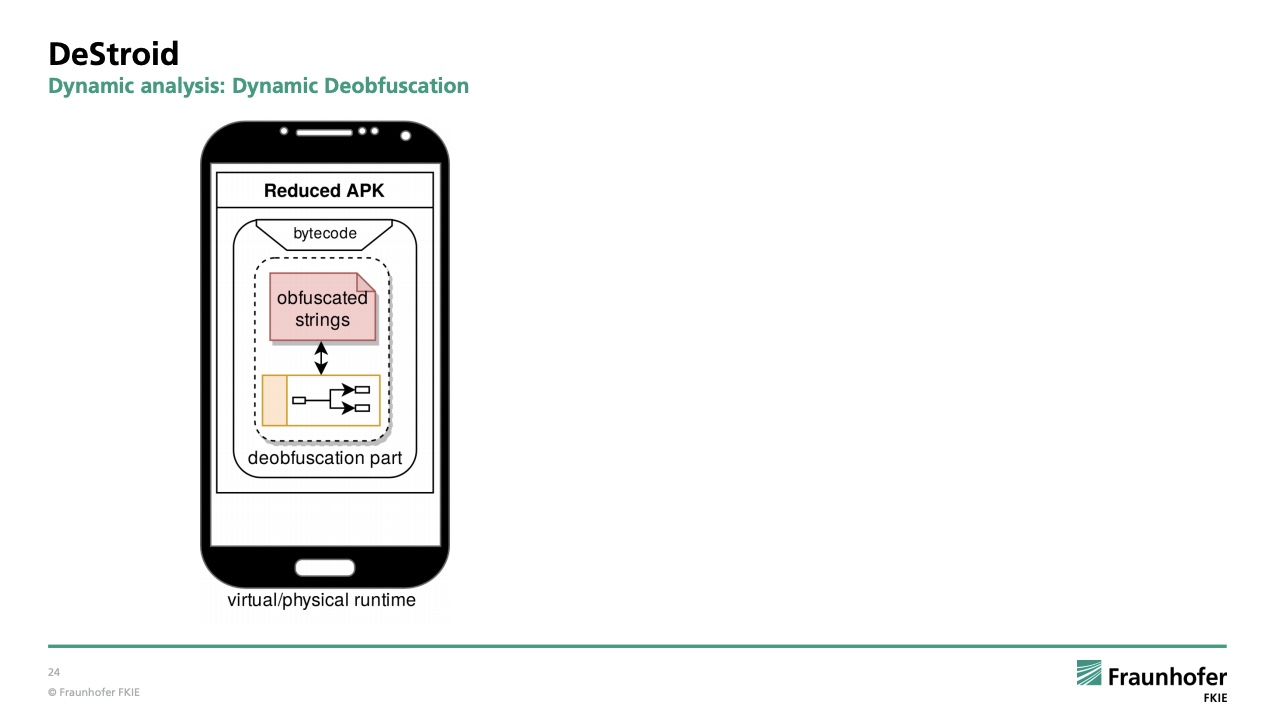 DeStroid
Dynamic analysis: Dynamic Deobfuscation
Reduced APK
bytecode
obfuscated
strings
deobfuscation part
virtual/physical runtime
24
© Fraunhofer FKIE
Fraunhofer
FKIE